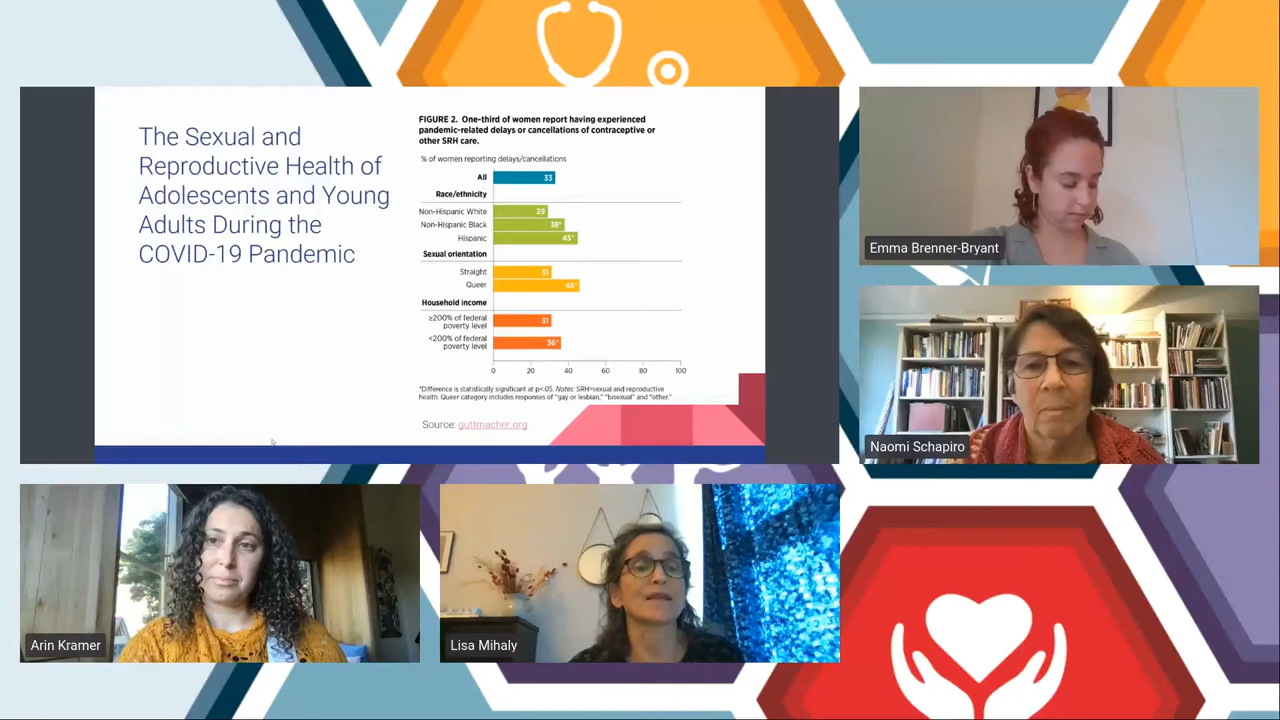 The Sexual and
Reproductive Health of
Adolescents and Young
Adults During the
COVID-19 Pandemic
FIGURE 2. One-third of women report having experienced
pandemic-related delays or cancellations of contraceptive or
other SRH care.
% of women reporting delays/cancellations
All 33
Race/ethnicity
Non-Hispanic White 29
Non-Hispanic Black 38*
Hispanic 45*
Sexual orientation
Straight 31
Queer 46*
Household income
≥200% of federal
poverty level 31
<200% of federal
poverty level 36*
0 20 40 60 80 100
*Difference is statistically significant at p<.05. Notes: SRH=sexual and reproductive
health. Queer category includes responses of "gay or lesbian," "bisexual" and "other."
Source: guttmacher.org
Emma Brenner-Bryant
Naomi Schapiro
Arin Kramer
Lisa Mihaly